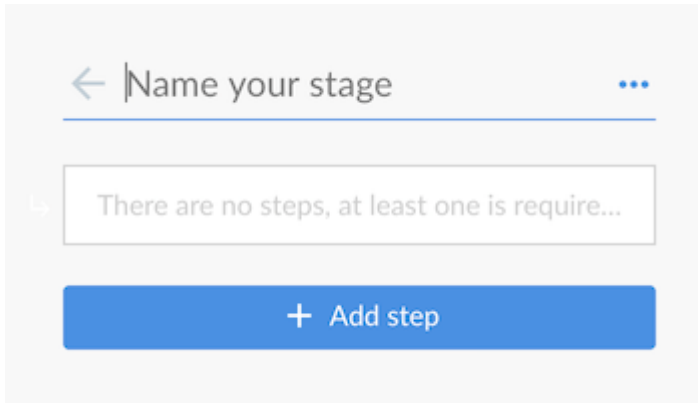 Name your stage
There are no steps, at least one is require...
+ Add step